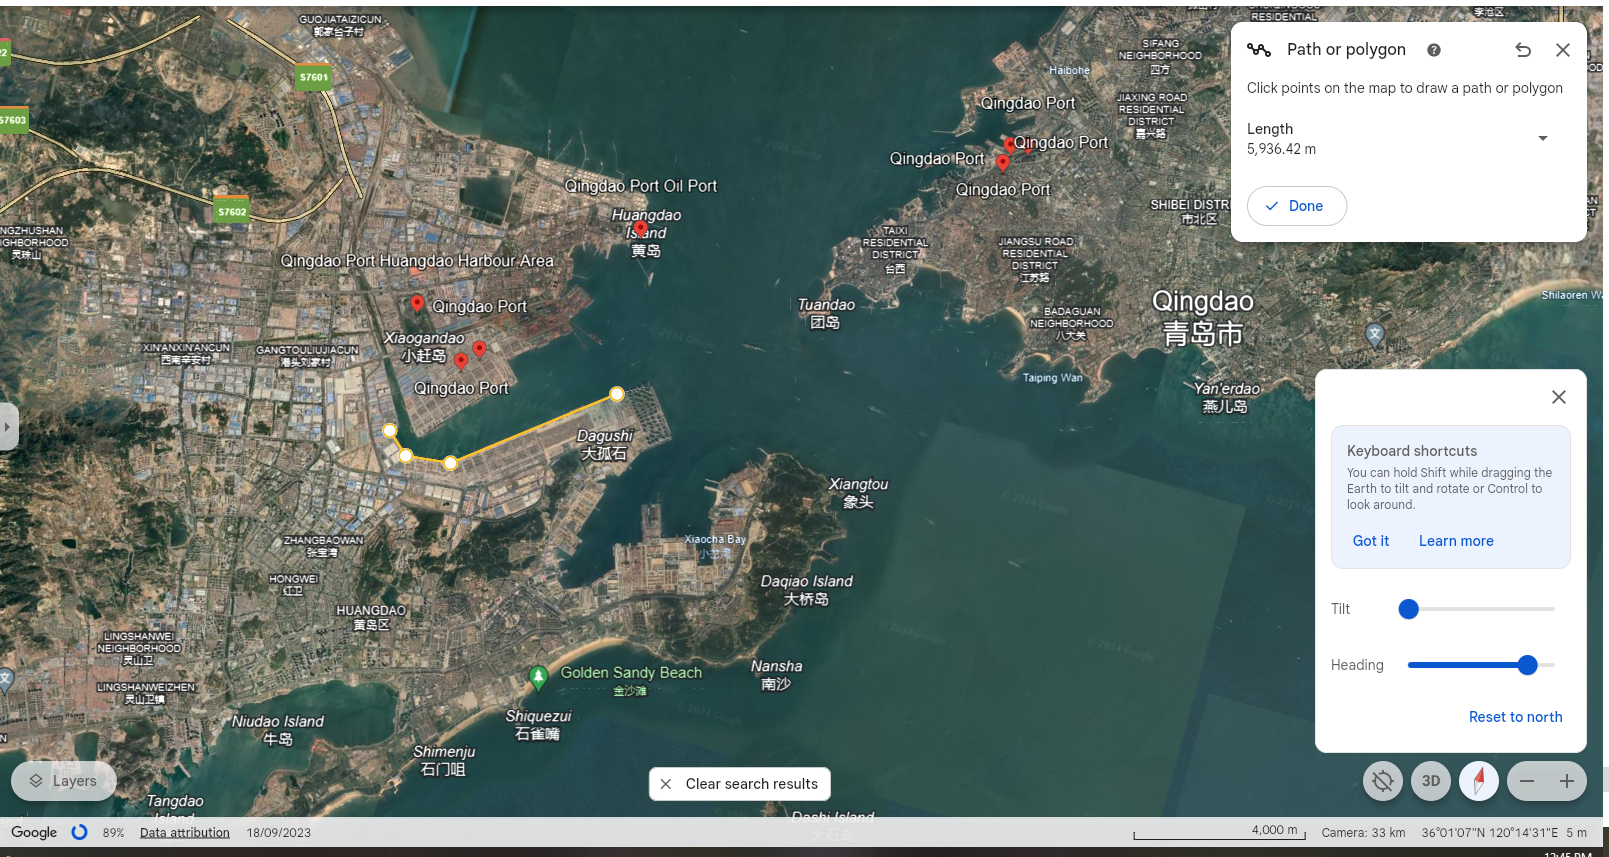 GUOJIATAIZICUN
郭家台子村
S7601
22
S7603
S7602
NGZHUSHAN
IGHBORHOOD
灵珠山
Qingdao Port Oil Port
Huangdao
Island
黄岛
Qingdao Port Huangdao Harbour Area
Qingdao Port
Xiaogandao
小赶岛
Qingdao Port
XIN'ANXIN'ANCUN
西南辛安村
GANGTOULIUJIACUN
港头刘家村
Haibohe
SIFANG
NEIGHBORHOOD
四方
RESIDENTIAL
Qingdao Port
JIAXING ROAD
RESIDENTIAL
DISTRICT
嘉兴路
Qingdao Port
Qingdao Port
Qingdao Port
SHIBEI DISTRI
市北区
TAIXI
RESIDENTIAL
DISTRICT
台西
JIANGSU ROAD
RESIDENTIAL
DISTRICT
江苏路
Tuandao
团岛
BADAGUAN
NEIGHBORHOOD
八大关
Qingdao
青岛市
Shilaoren Wa
Taiping Wan
Yan'erdao
燕儿岛
Dagushi
大孤石
Xiangtou
象头
Xiaocha Bay
小岔湾
Daqiao Island
大桥岛
ZHANGBAOWAN
张宝湾
HONGWEI
红卫
HUANGDAO
黄岛区
LINGSHANWEI
NEIGHBORHOOD
灵山卫
LINGSHANWEIZHEN
灵山卫镇
Golden Sandy Beach
金沙滩
Nansha
南沙
Shiquezui
石雀嘴
Niudao Island
牛岛
Shimenju
石门咀
Tangdao
Island
Dashi Island
大石岛
Path or polygon
Click points on the map to draw a path or polygon
Length
5,936.42 m
Done
Keyboard shortcuts
You can hold Shift while dragging the
Earth to tilt and rotate or Control to
look around.
Got it Learn more
Tilt
Heading
Reset to north
Layers
Clear search results
3D
Google 89% Data attribution 18/09/2023 4,000 m Camera: 33 km 36°01'07"N 120°14'31"E 5 m